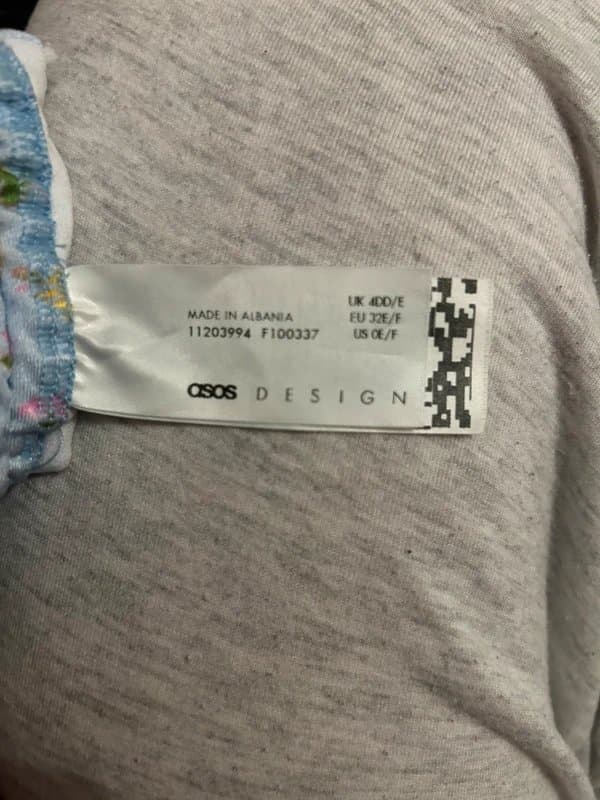 MADE IN ALBANIA
11203994 F100337
UK 4DD/E
EU 32E/F
US 0E/F
asos DESIGN